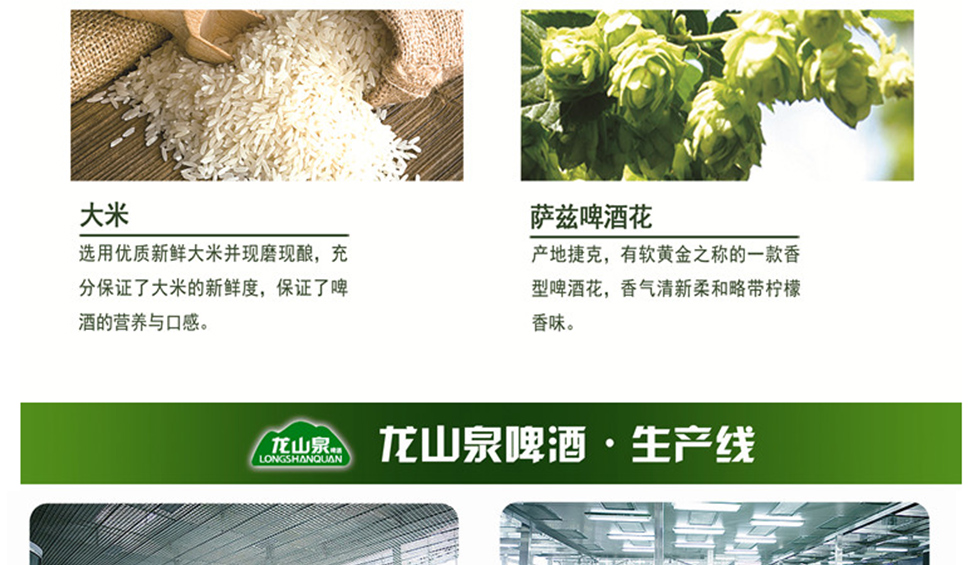 大米
选用优质新鲜大米并现磨现酿，充
分保证了大米的新鲜度，保证了啤
酒的营养与口感。
萨兹啤酒花
产地捷克，有软黄金之称的一款香
型啤酒花，香气清新柔和略带柠檬
香味。
龙山泉啤酒
LONGSHANQUAN
龙山泉啤酒·生产线